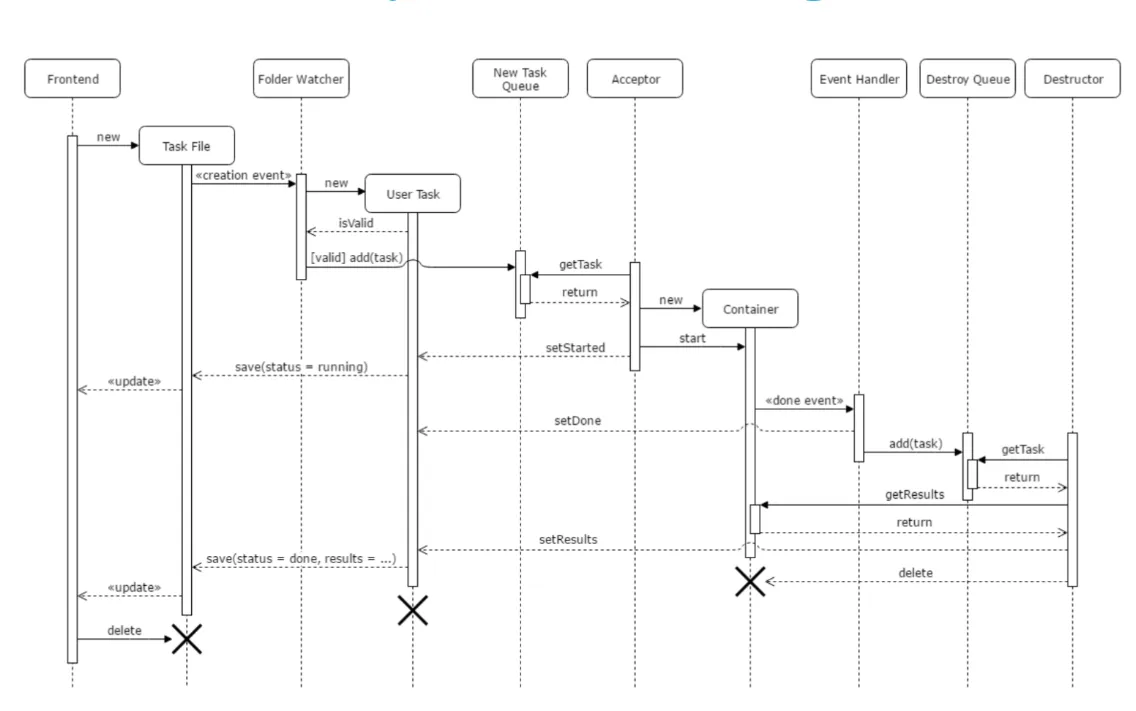 Frontend
Folder Watcher
New Task
Queue
Acceptor
Event Handler
Destroy Queue
Destructor
new
Task File
«creation event»
new
User Task
isValid
[valid] add(task)
getTask
return
new
Container
start
setStarted
save(status = running)
«update»
«done event»
setDone
add(task)
getTask
return
getResults
return
setResults
save(status = done, results = ...)
delete
«update»
delete